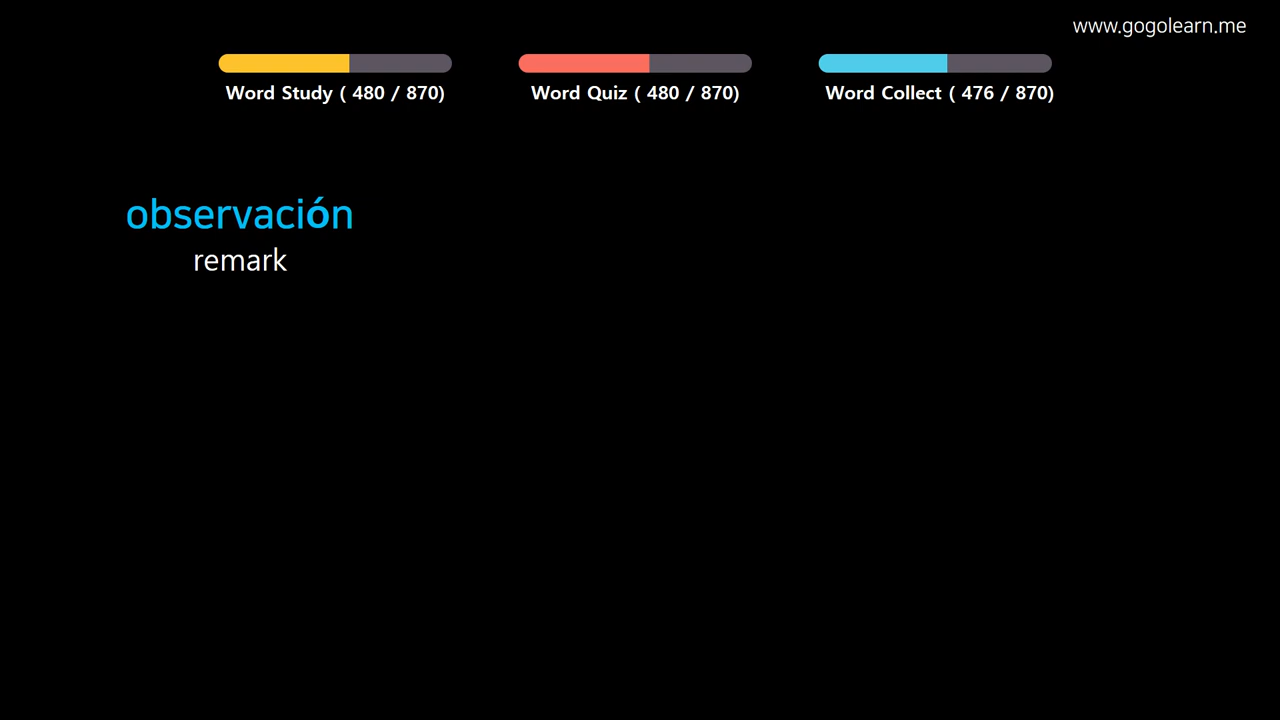 www.gogolearn.me
Word Study ( 480 / 870)
Word Quiz ( 480 / 870)
Word Collect ( 476 / 870)
observación
remark